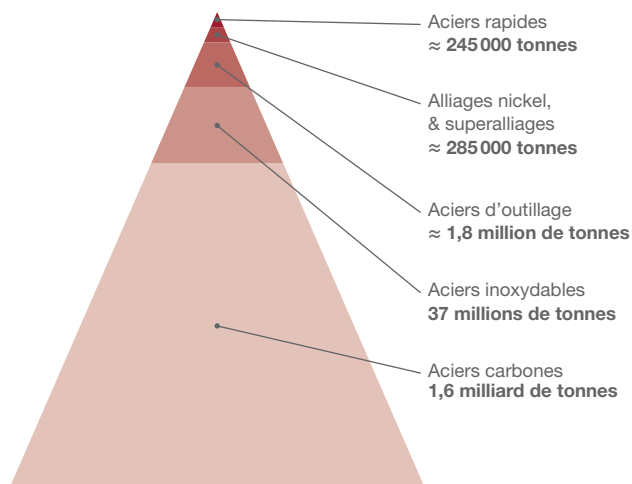 Aciers rapides
≈ 245 000 tonnes
Alliages nickel,
& superalliages
≈ 285 000 tonnes
Aciers d’outillage
≈ 1,8 million de tonnes
Aciers inoxydables
37 millions de tonnes
Aciers carbones
1,6 milliard de tonnes